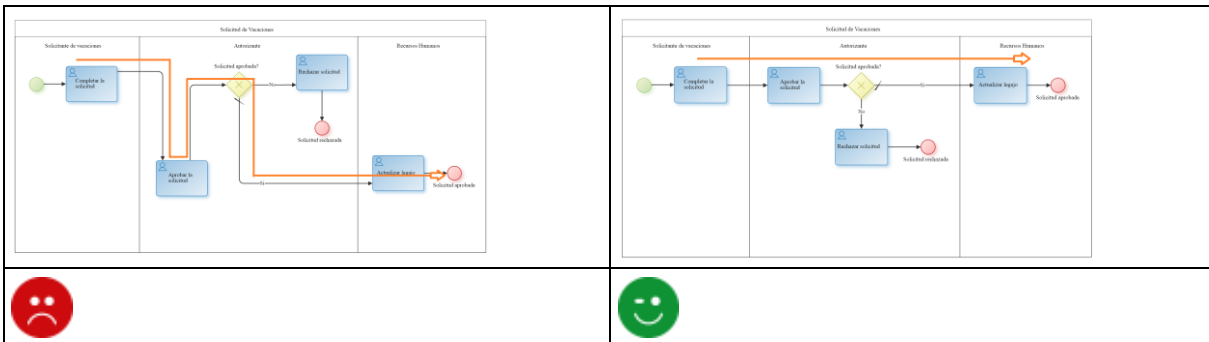 Solicitud de Vacaciones
Solicitante de vacaciones
Autorizante
Recursos Humanos
Completar la
solicitud
Solicitud aprobada?
No
Rechazar solicitud
Solicitud rechazada
Aprobar la
solicitud
Si
Actualizar legajo
Solicitud aprobada
Solicitud de Vacaciones
Solicitante de vacaciones
Autorizante
Recursos Humanos
Completar la
solicitud
Aprobar la
solicitud
Solicitud aprobada?
Si
Actualizar legajo
Solicitud aprobada
No
Rechazar solicitud
Solicitud rechazada